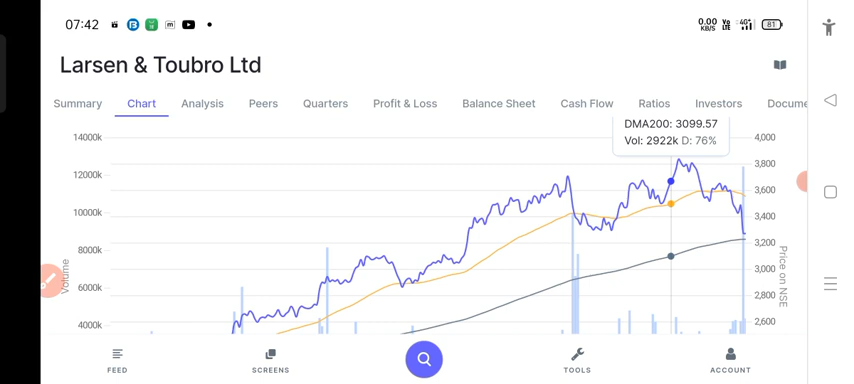 07:42
0.00 KB/S Vo LTE 4G+ 81
Larsen & Toubro Ltd
Summary Chart Analysis Peers Quarters Profit & Loss Balance Sheet Cash Flow Ratios Investors Docume
DMA200: 3099.57
Vol: 2922k D: 76%
14000k 4,000
12000k 3,800
3,600
10000k 3,400
8000k 3,200
6000k 3,000
2,800
4000k 2,600
Volume
Price on NSE
FEED SCREENS TOOLS ACCOUNT